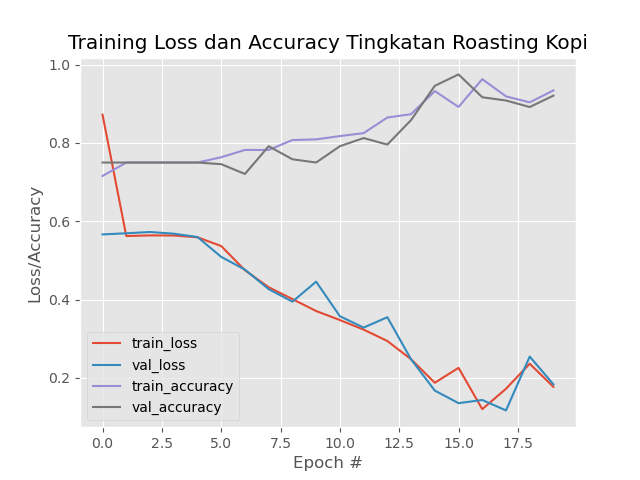 Training Loss dan Accuracy Tingkatan Roasting Kopi
1.0
0.8
0.6
0.4
0.2
Loss/Accuracy
train_loss
val_loss
train_accuracy
val_accuracy
0.0 2.5 5.0 7.5 10.0 12.5 15.0 17.5
Epoch #